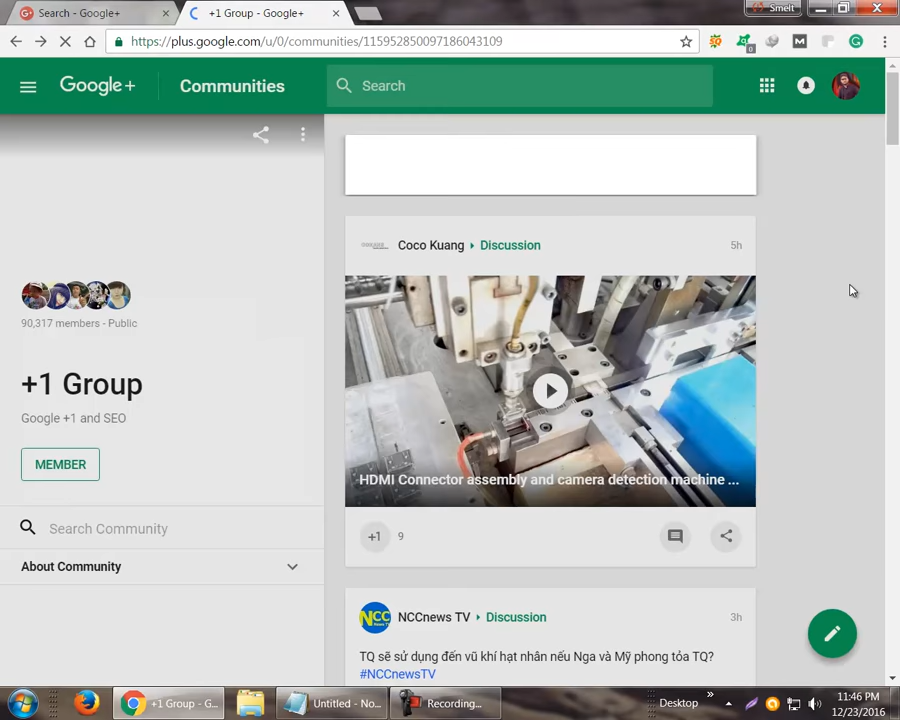 Search - Google+
+1 Group - Google+
Smelt
https://plus.google.com/u/0/communities/115952850097186043109
0
M
Google+
Communities
Search
Coco Kuang
Discussion
5h
90,317 members - Public
HDMI Connector assembly and camera detection machine ...
+1 Group
Google +1 and SEO
MEMBER
+1
9
Search Community
About Community
NCC
NCCnews TV
Discussion
3h
TQ sẽ sử dụng đến vũ khí hạt nhân nếu Nga và Mỹ phong tỏa TQ?
#NCCnewsTV
+1 Group - G...
Untitled - No...
Recording...
Desktop
11:46 PM
12/23/2016